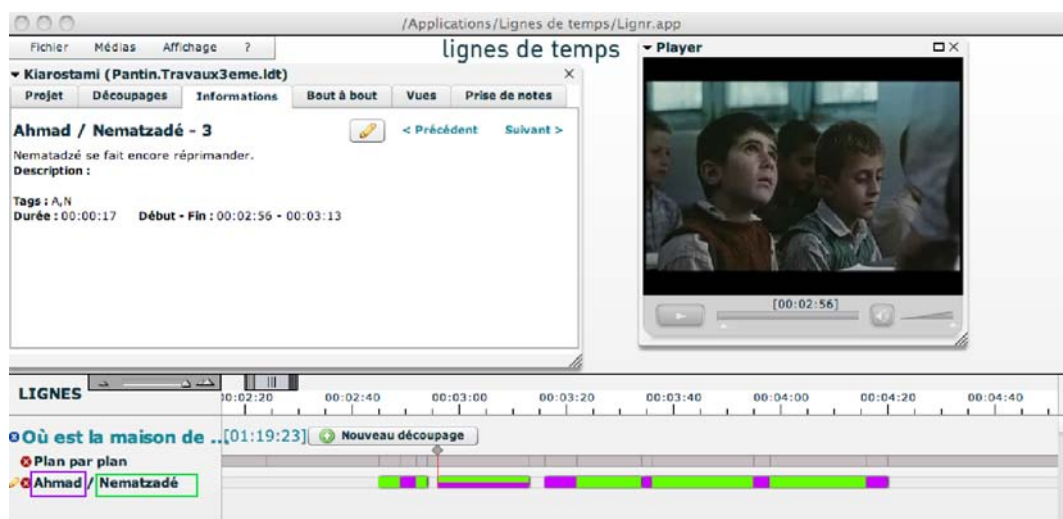 /Applications/Lignes de temps/Lignr.app
Fichier Médias Affichage ?
lignes de temps
Player
Kiarostami (Pantin.Travaux3eme.ldt)
Projet Découpages Informations Bout à bout Vues Prise de notes
Ahmad / Nematzadé - 3
< Précédent Suivant >
Nematadzé se fait encore réprimander.
Description :
Tags : A,N
Durée : 00:00:17 Début - Fin : 00:02:56 - 00:03:13
[00:02:56]
LIGNES
00:02:20 00:02:40 00:03:00 00:03:20 00:03:40 00:04:00 00:04:20 00:04:40
Où est la maison de ..[01:19:23] Nouveau découpage
Plan par plan
Ahmad / Nematzadé